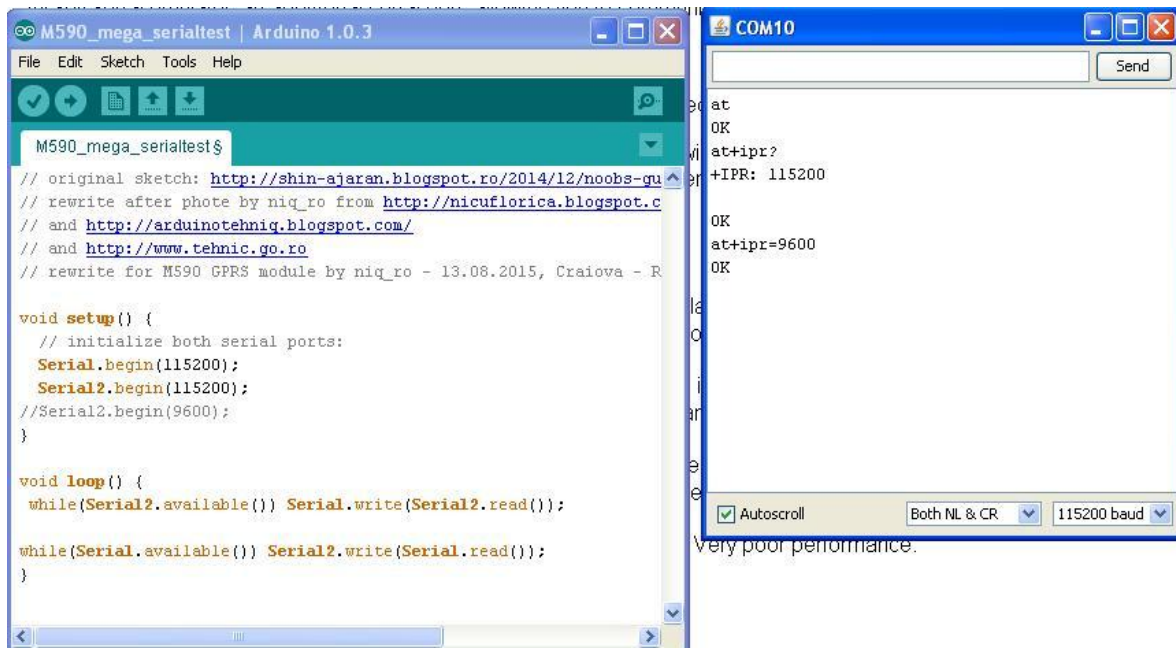 M590_mega_serialtest | Arduino 1.0.3
File Edit Sketch Tools Help
M590_mega_serialtest §
// original sketch: http://shin-ajaran.blogspot.ro/2014/12/noobs-gu
// rewrite after phote by niq_ro from http://nicuflorica.blogspot.c
// and http://arduinotehniq.blogspot.com/
// and http://www.tehnic.go.ro
// rewrite for M590 GPRS module by niq_ro - 13.08.2015, Craiova - R
void setup() {
// initialize both serial ports:
Serial.begin(115200);
Serial2.begin(115200);
//Serial2.begin(9600);
}
void loop() {
while(Serial2.available()) Serial.write(Serial2.read());
while(Serial.available()) Serial2.write(Serial.read());
}
COM10
Send
at
OK
at+ipr?
+IPR: 115200
OK
at+ipr=9600
OK
Autoscroll
Both NL & CR
115200 baud
Very poor performance.